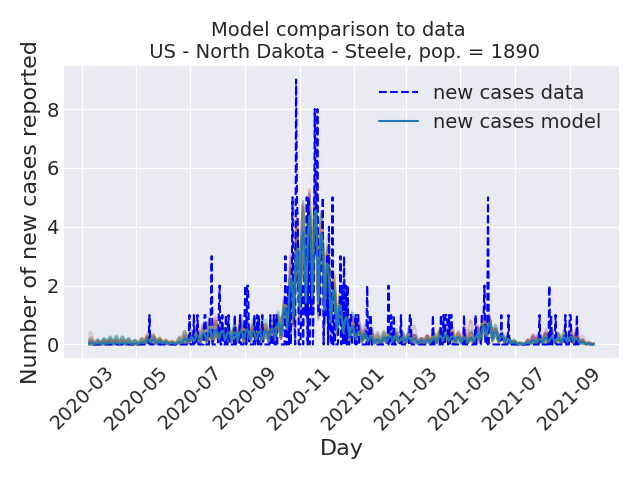 Model comparison to data
US - North Dakota - Steele, pop. = 1890
Number of new cases reported
8
6
4
2
0
new cases data
new cases model
2020-03
2020-05
2020-07
2020-09
2020-11
2021-01
2021-03
2021-05
2021-07
2021-09
Day